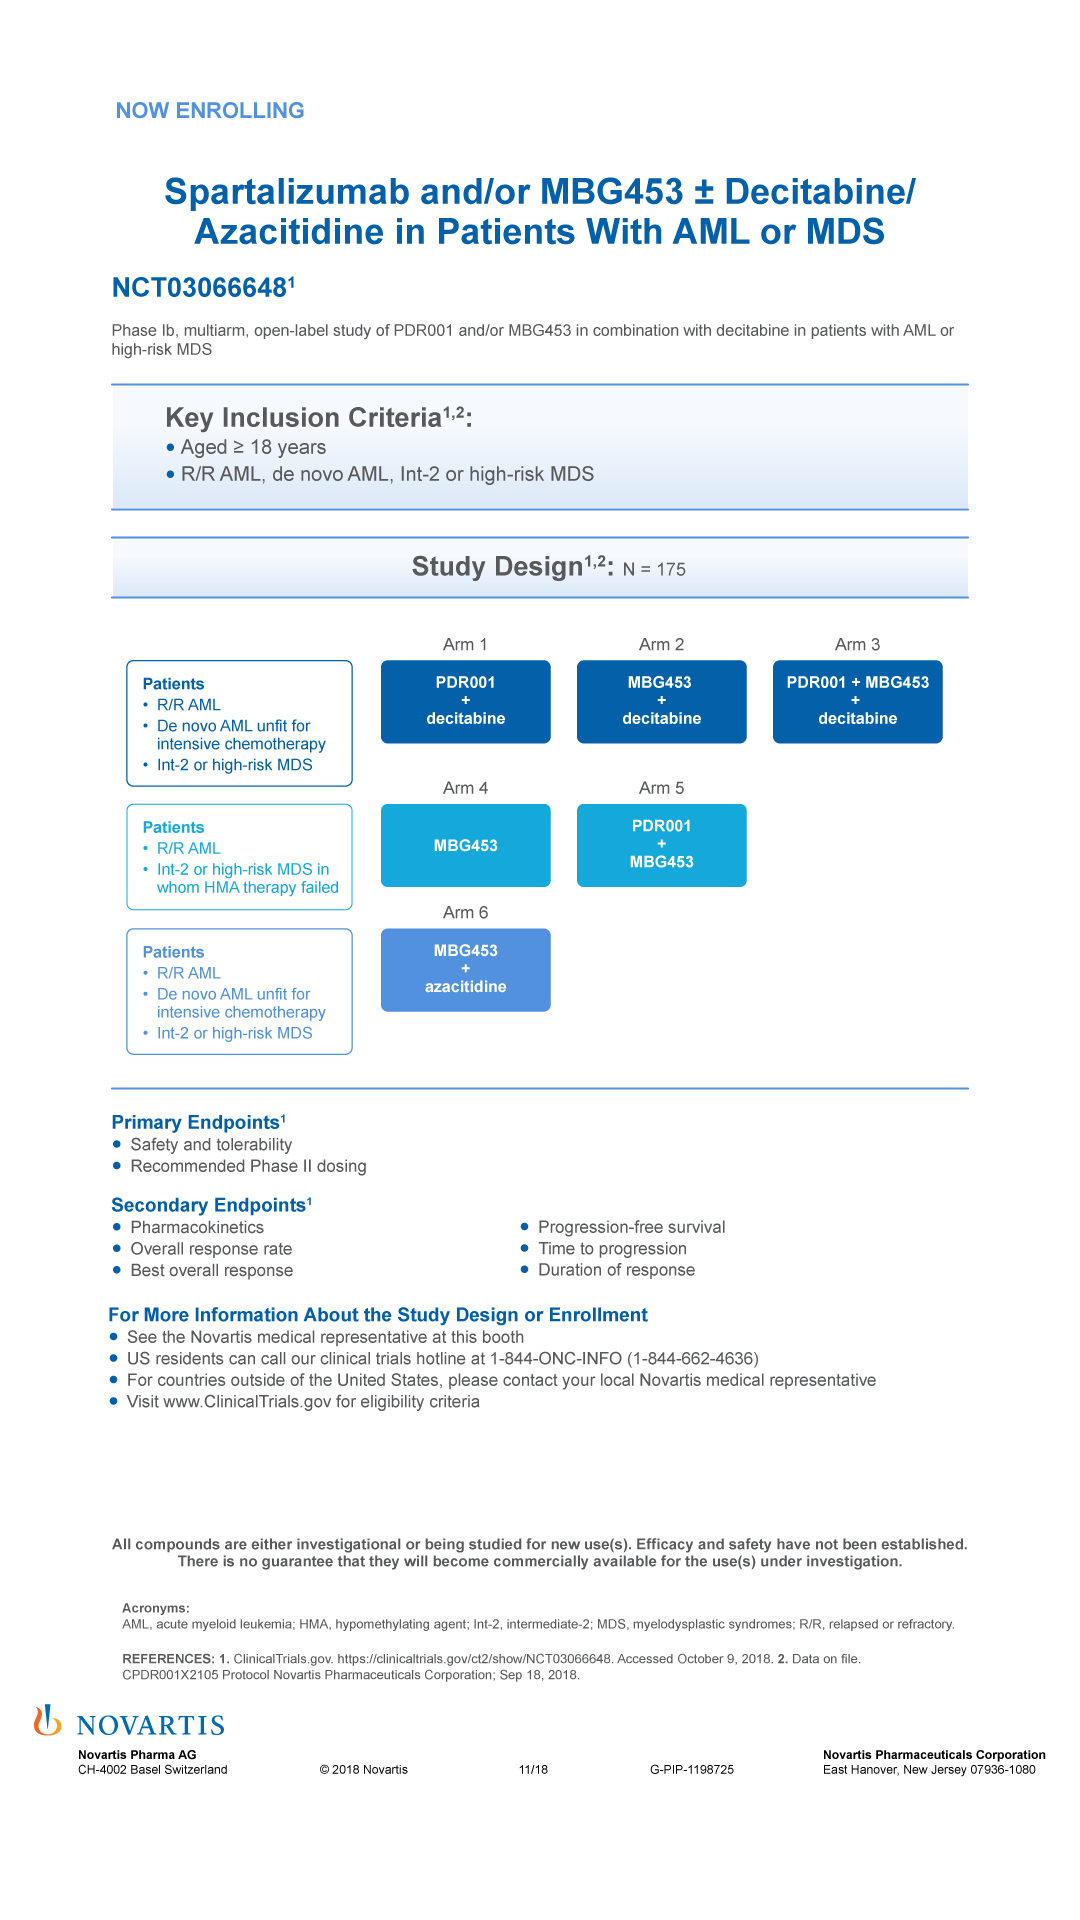 NOW ENROLLING
Spartalizumab and/or MBG453 ± Decitabine/
Azacitidine in Patients With AML or MDS
NCT03066648¹
Phase Ib, multiarm, open-label study of PDR001 and/or MBG453 in combination with decitabine in patients with AML or
high-risk MDS
Key Inclusion Criteria¹,²:
• Aged ≥ 18 years
• R/R AML, de novo AML, Int-2 or high-risk MDS
Study Design¹,²: N = 175
Arm 1
Arm 2
Arm 3
Patients
• R/R AML
• De novo AML unfit for
intensive chemotherapy
• Int-2 or high-risk MDS
PDR001
+
decitabine
MBG453
+
decitabine
PDR001 + MBG453
+
decitabine
Arm 4
Arm 5
Patients
• R/R AML
• Int-2 or high-risk MDS in
whom HMA therapy failed
MBG453
PDR001
+
MBG453
Arm 6
Patients
• R/R AML
• De novo AML unfit for
intensive chemotherapy
• Int-2 or high-risk MDS
MBG453
+
azacitidine
Primary Endpoints¹
• Safety and tolerability
• Recommended Phase II dosing
Secondary Endpoints¹
• Pharmacokinetics
• Overall response rate
• Best overall response
• Progression-free survival
• Time to progression
• Duration of response
For More Information About the Study Design or Enrollment
• See the Novartis medical representative at this booth
• US residents can call our clinical trials hotline at 1-844-ONC-INFO (1-844-662-4636)
• For countries outside of the United States, please contact your local Novartis medical representative
• Visit www.ClinicalTrials.gov for eligibility criteria
All compounds are either investigational or being studied for new use(s). Efficacy and safety have not been established.
There is no guarantee that they will become commercially available for the use(s) under investigation.
Acronyms:
AML, acute myeloid leukemia; HMA, hypomethylating agent; Int-2, intermediate-2; MDS, myelodysplastic syndromes; R/R, relapsed or refractory.
REFERENCES: 1. ClinicalTrials.gov. https://clinicaltrials.gov/ct2/show/NCT03066648. Accessed October 9, 2018. 2. Data on file.
CPDR001X2105 Protocol Novartis Pharmaceuticals Corporation; Sep 18, 2018.
NOVARTIS
Novartis Pharma AG
CH-4002 Basel Switzerland
© 2018 Novartis
11/18
G-PIP-1198725
Novartis Pharmaceuticals Corporation
East Hanover, New Jersey 07936-1080